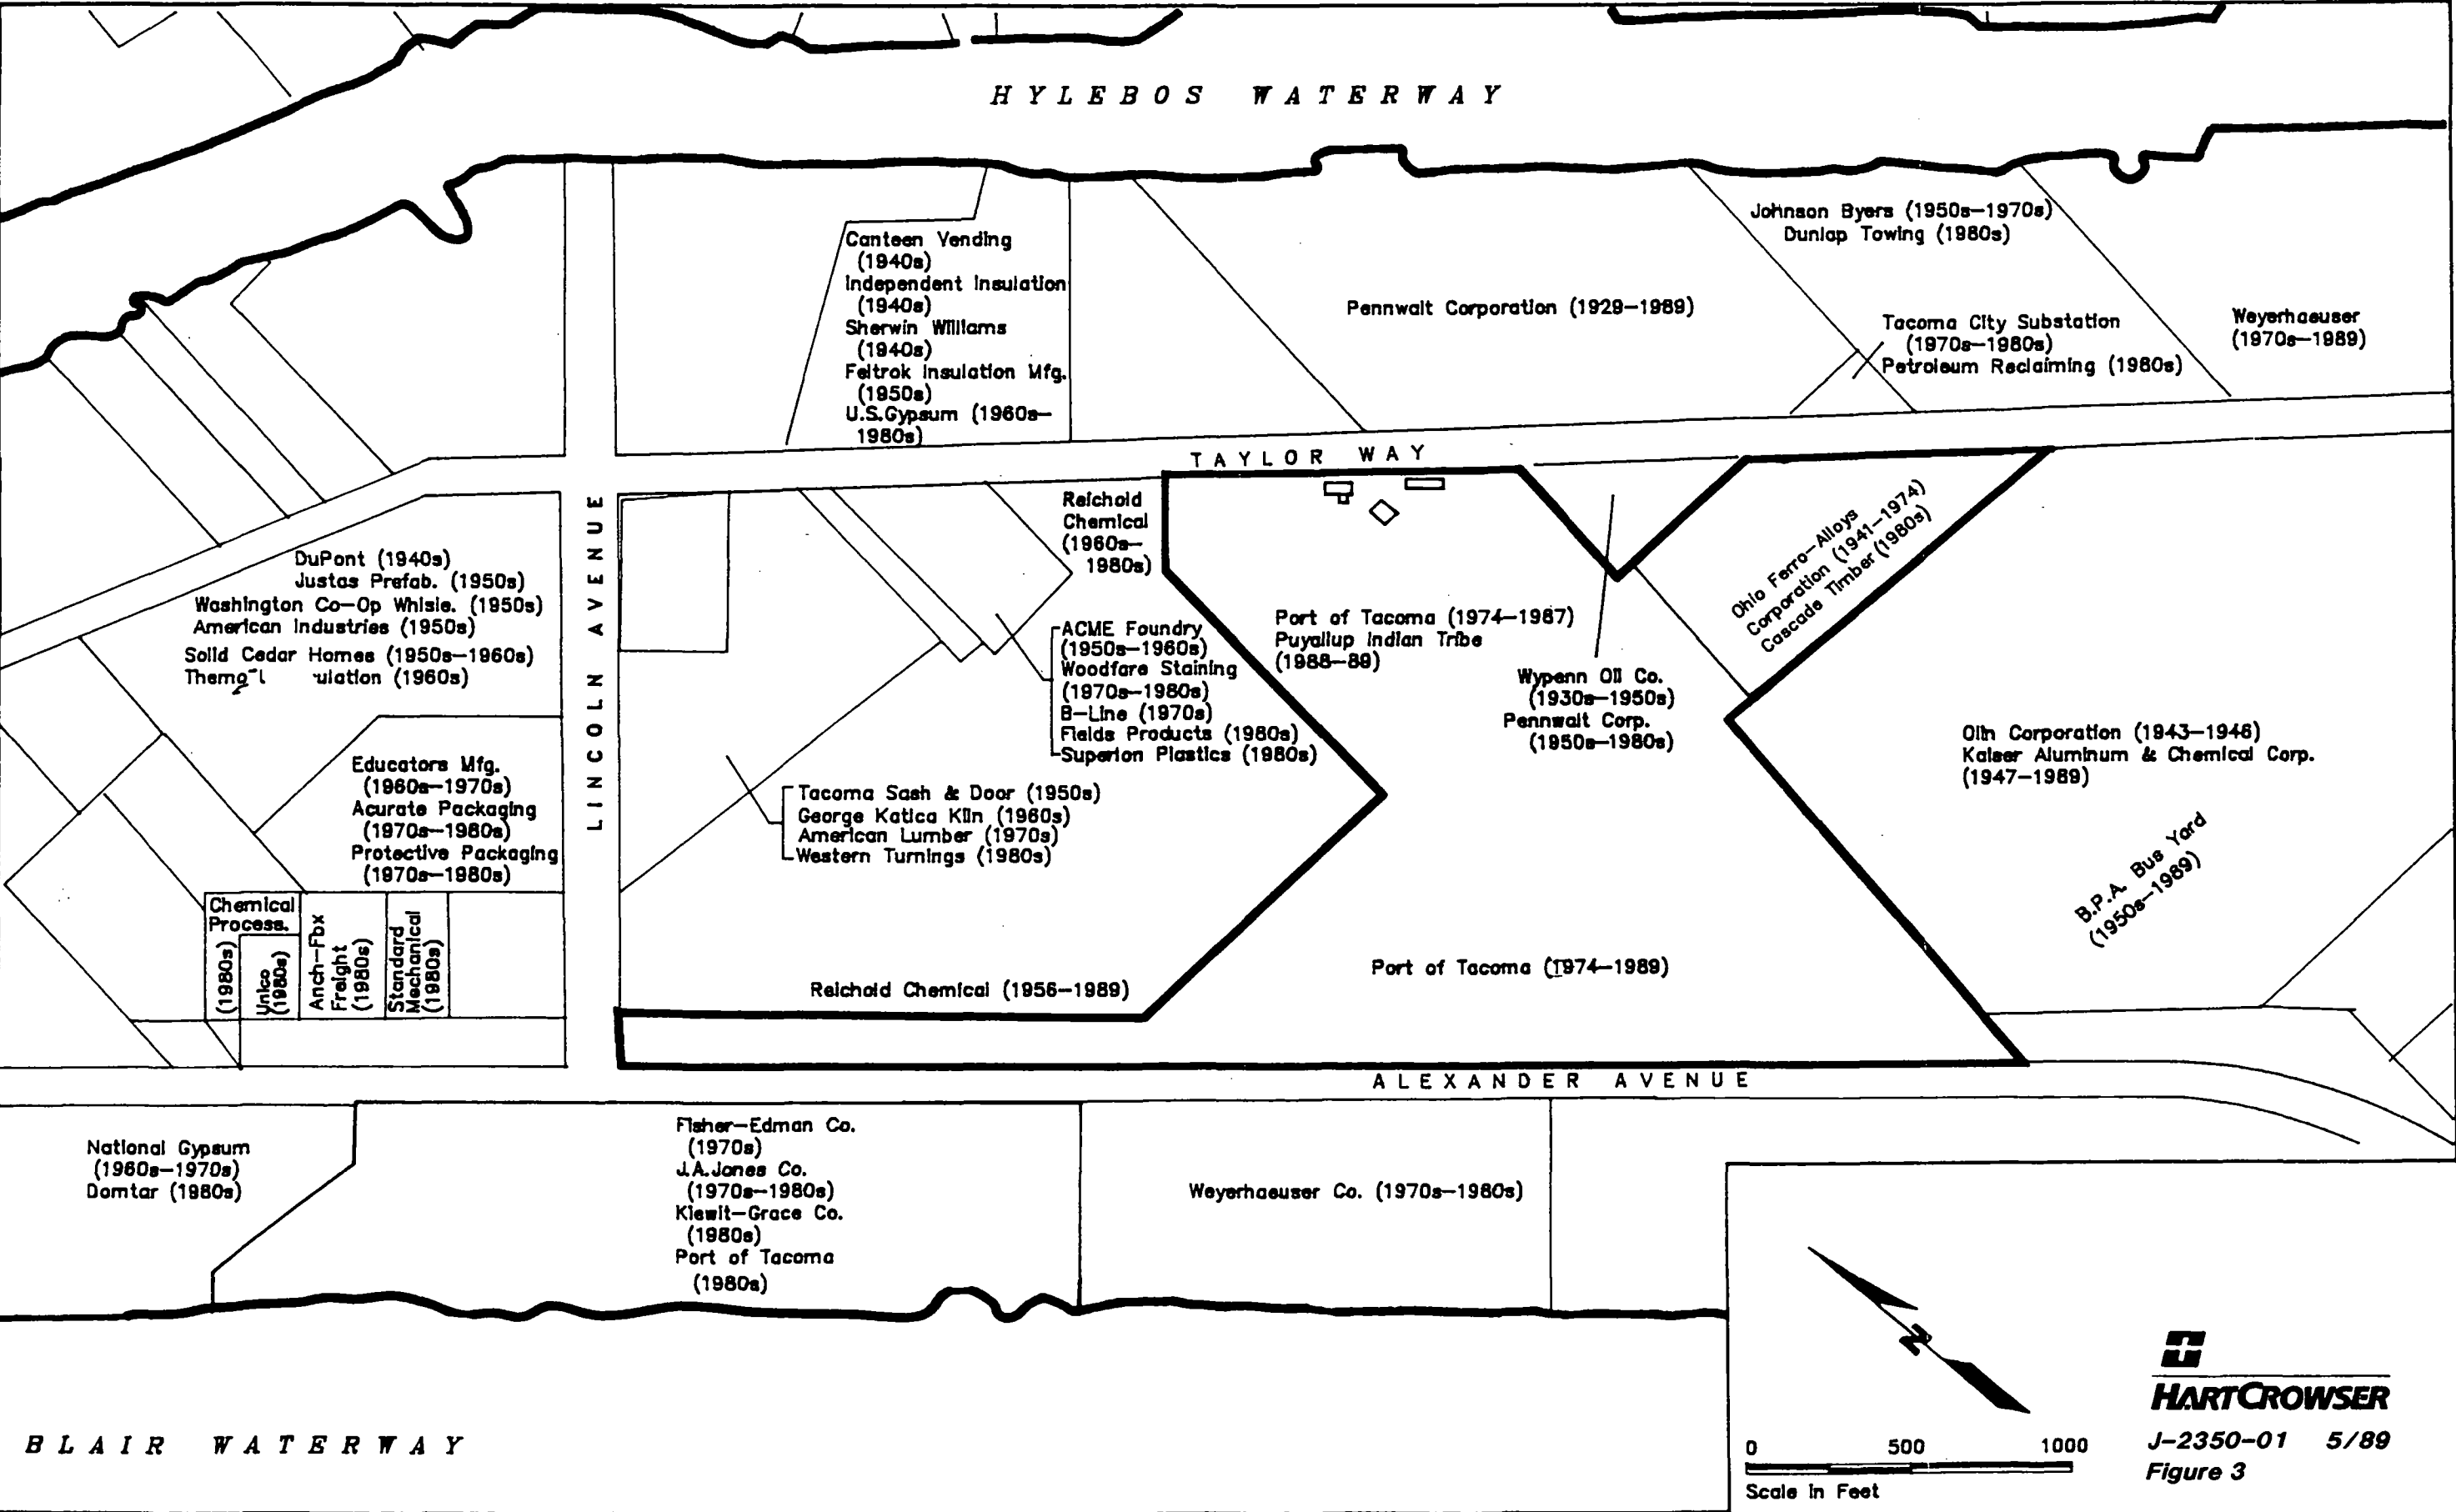 HYLEBOS WATERWAY
Canteen Vending
(1940s)
Independent Insulation
(1940s)
Sherwin Williams
(1940s)
Feltrok Insulation Mfg.
(1950s)
U.S.Gypsum (1960s–
1980s)
Pennwalt Corporation (1929–1989)
Johnson Byers (1950s–1970s)
Dunlap Towing (1980s)
Tacoma City Substation
(1970s–1980s)
Petroleum Reclaiming (1980s)
Weyerhaeuser
(1970s–1989)
TAYLOR WAY
LINCOLN AVENUE
DuPont (1940s)
Justas Prefab. (1950s)
Washington Co-Op Whlsle. (1950s)
American Industries (1950s)
Solid Cedar Homes (1950s–1960s)
(1960s)
Educators Mfg.
(1960s–1970s)
Acurate Packaging
(1970s–1980s)
Protective Packaging
(1970s–1980s)
Chemical
Process.
(1980s)
Unico
(1980s)
Anch-Fbx
Freight
(1980s)
Standard
Mechanical
(1980s)
Reichold
Chemical
(1960s–
1980s)
ACME Foundry
(1950s–1960s)
Woodfare Staining
(1970s–1980s)
B-Line (1970s)
Fields Products (1980s)
Superion Plastics (1980s)
Tacoma Sash & Door (1950s)
George Katica Kiln (1960s)
American Lumber (1970s)
Western Turnings (1980s)
Reichold Chemical (1956–1989)
Port of Tacoma (1974–1987)
Puyallup Indian Tribe
(1988–89)
Wypenn Oil Co.
(1930s–1950s)
Pennwalt Corp.
(1950s–1980s)
Ohio Ferro-Alloys
Corporation (1941–1974)
Cascade Timber (1980s)
Olin Corporation (1943–1946)
Kaiser Aluminum & Chemical Corp.
(1947–1989)
B.P.A. Bus Yard
(1950s–1989)
Port of Tacoma (1974–1989)
ALEXANDER AVENUE
National Gypsum
(1960s–1970s)
Domtar (1980s)
Fisher-Edman Co.
(1970s)
J.A.Jones Co.
(1970s–1980s)
Kiewit-Grace Co.
(1980s)
Port of Tacoma
(1980s)
Weyerhaeuser Co. (1970s–1980s)
BLAIR WATERWAY
N
0 500 1000
Scale in Feet
HARTCROWSER
J-2350-01 5/89
Figure 3